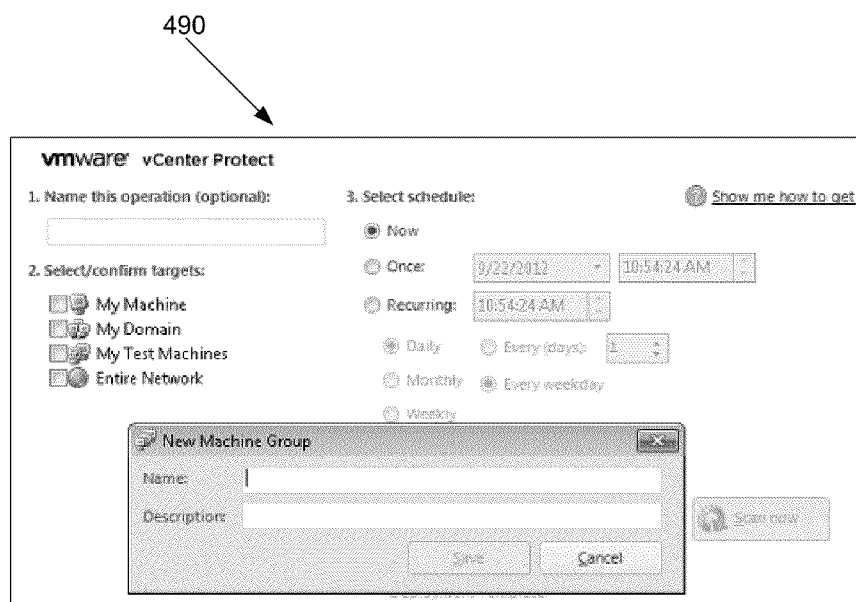 490
vmware vCenter Protect
1. Name this operation (optional):
2. Select/confirm targets:
My Machine
My Domain
My Test Machines
Entire Network
3. Select schedule:
Now
Once: 9/22/2012 10:54:24 AM
Recurring: 10:54:24 AM
Daily Every (days): 1
Monthly Every weekday
Weekly
Show me how to get
New Machine Group
Name:
Description:
Save Cancel
Scan now